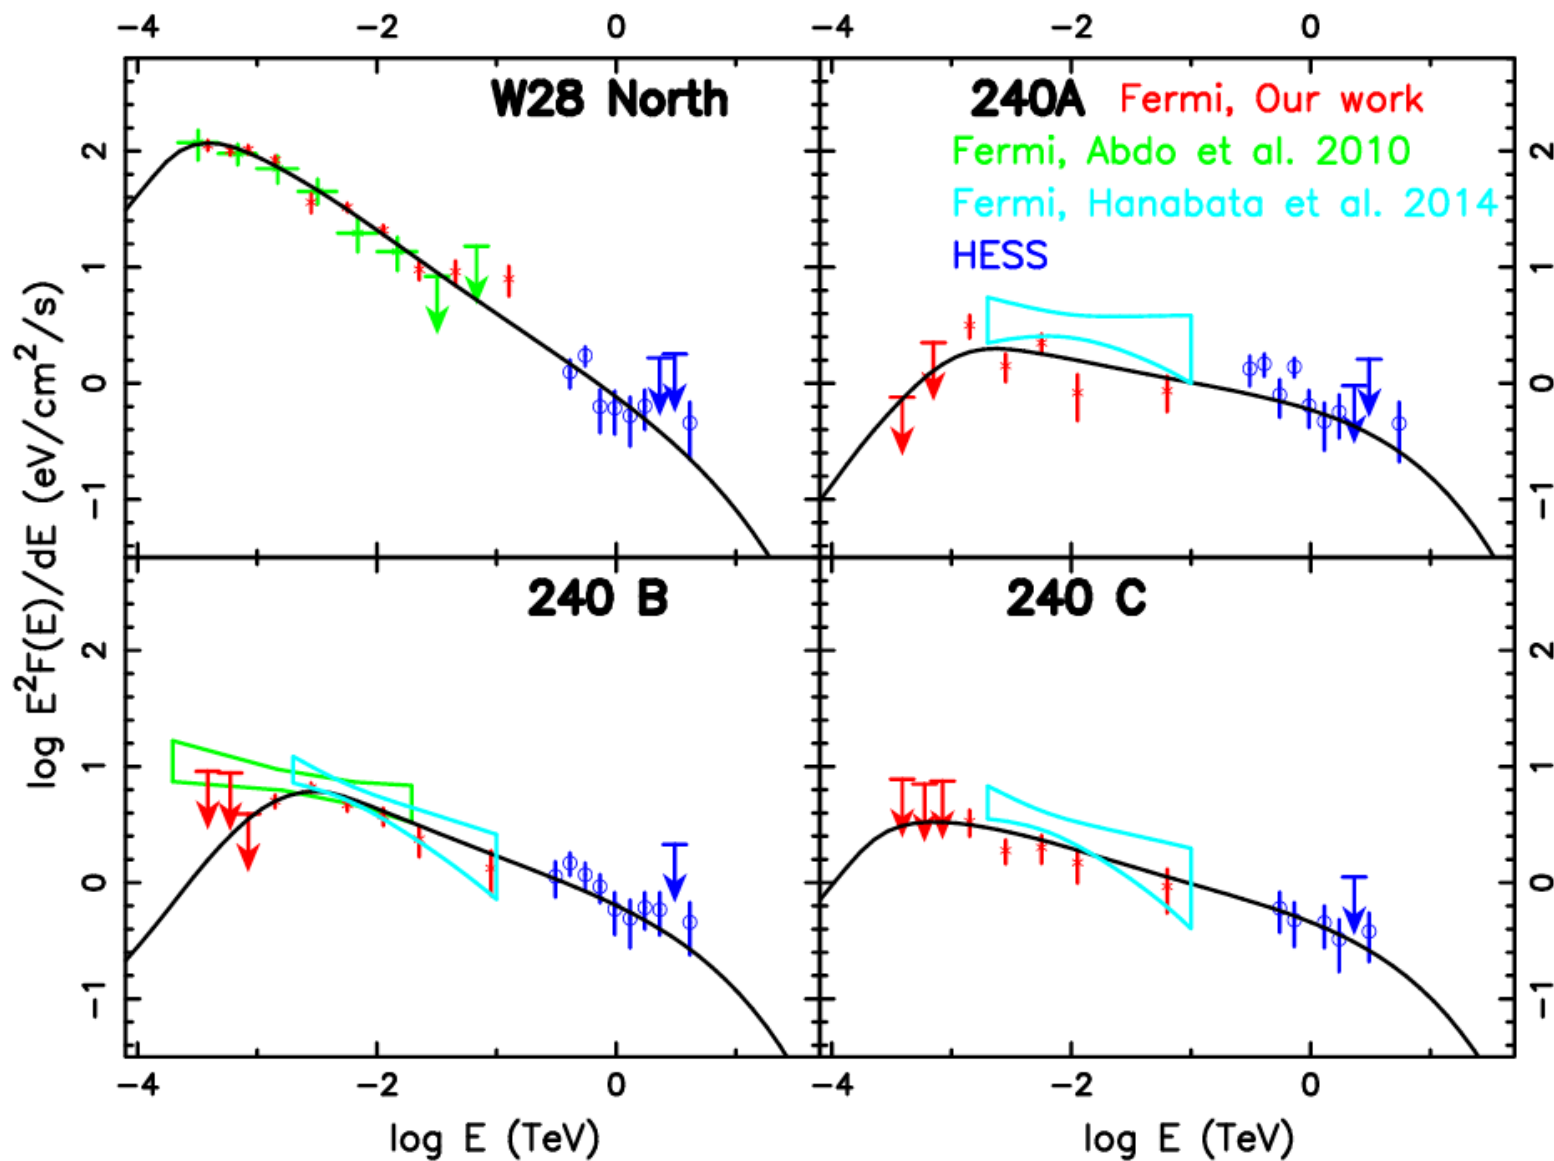 −4 −2 0 −4 −2 0
W28 North
240A Fermi, Our work
Fermi, Abdo et al. 2010
Fermi, Hanabata et al. 2014
HESS
2 2
1 1
0 0
−1 −1
log E²F(E)/dE (eV/cm²/s)
240 B 240 C
2 2
1 1
0 0
−1 −1
−4 −2 0 −4 −2 0
log E (TeV) log E (TeV)